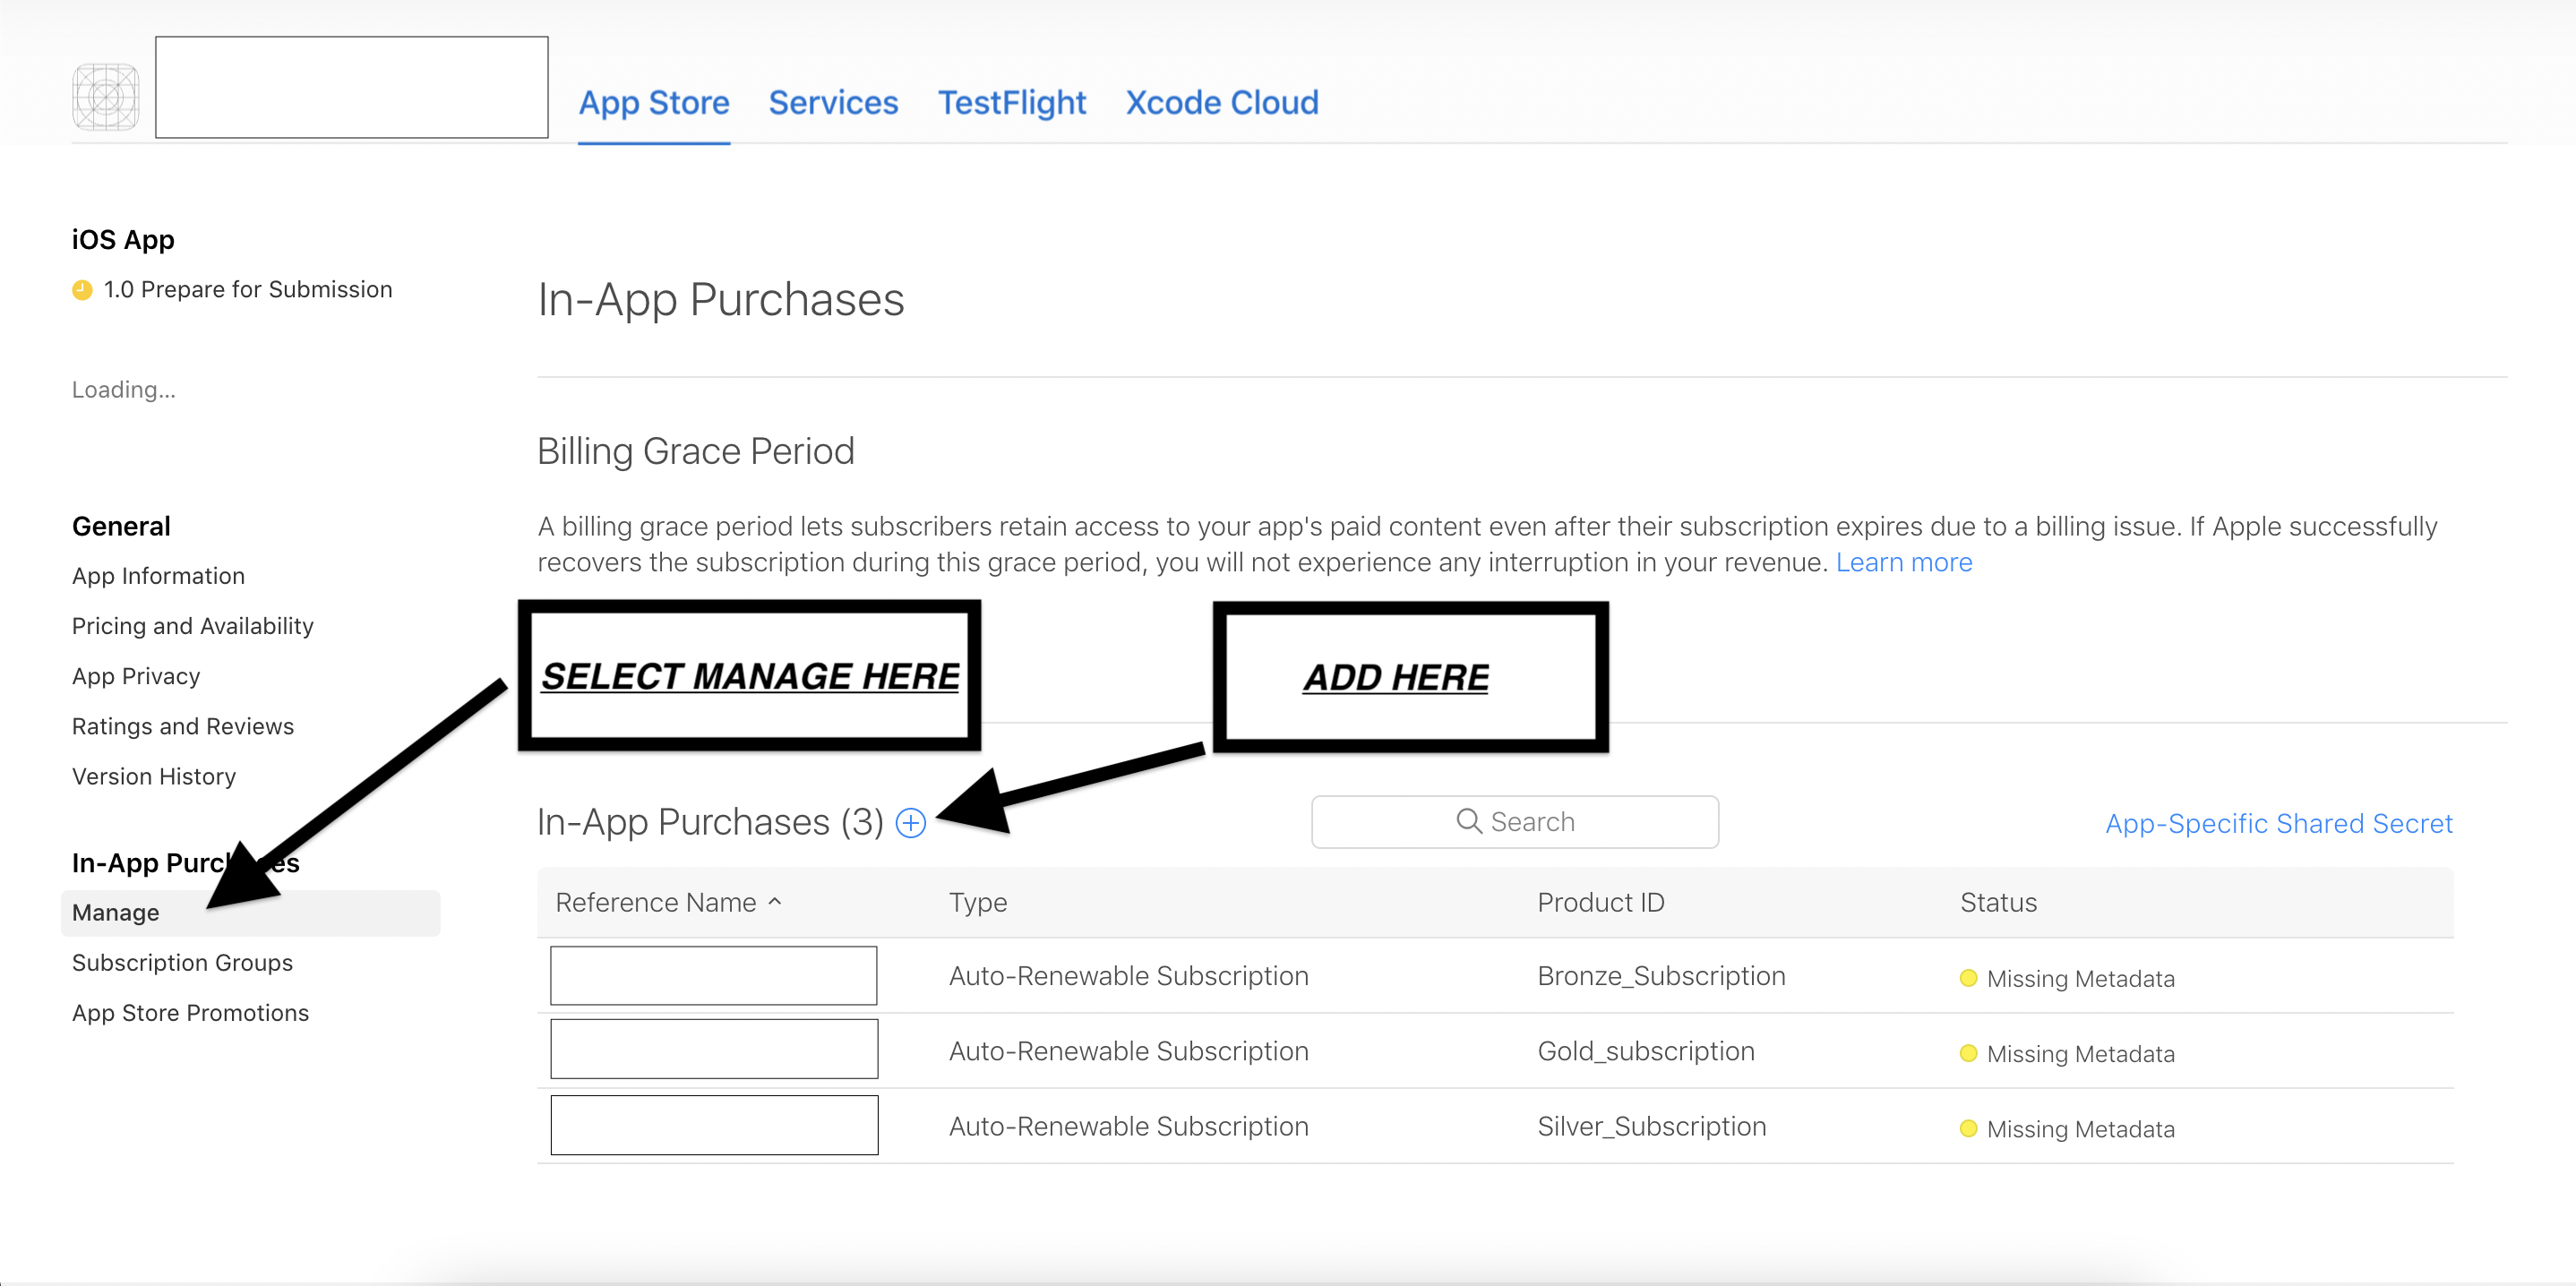 App Store Services TestFlight Xcode Cloud
iOS App
1.0 Prepare for Submission
Loading...
General
App Information
Pricing and Availability
App Privacy
Ratings and Reviews
Version History
In-App Purchases
Manage
Subscription Groups
App Store Promotions
In-App Purchases
Billing Grace Period
A billing grace period lets subscribers retain access to your app's paid content even after their subscription expires due to a billing issue. If Apple successfully
recovers the subscription during this grace period, you will not experience any interruption in your revenue. Learn more
SELECT MANAGE HERE
ADD HERE
In-App Purchases (3) Search App-Specific Shared Secret
Reference Name Type Product ID Status
Auto-Renewable Subscription Bronze_Subscription Missing Metadata
Auto-Renewable Subscription Gold_subscription Missing Metadata
Auto-Renewable Subscription Silver_Subscription Missing Metadata